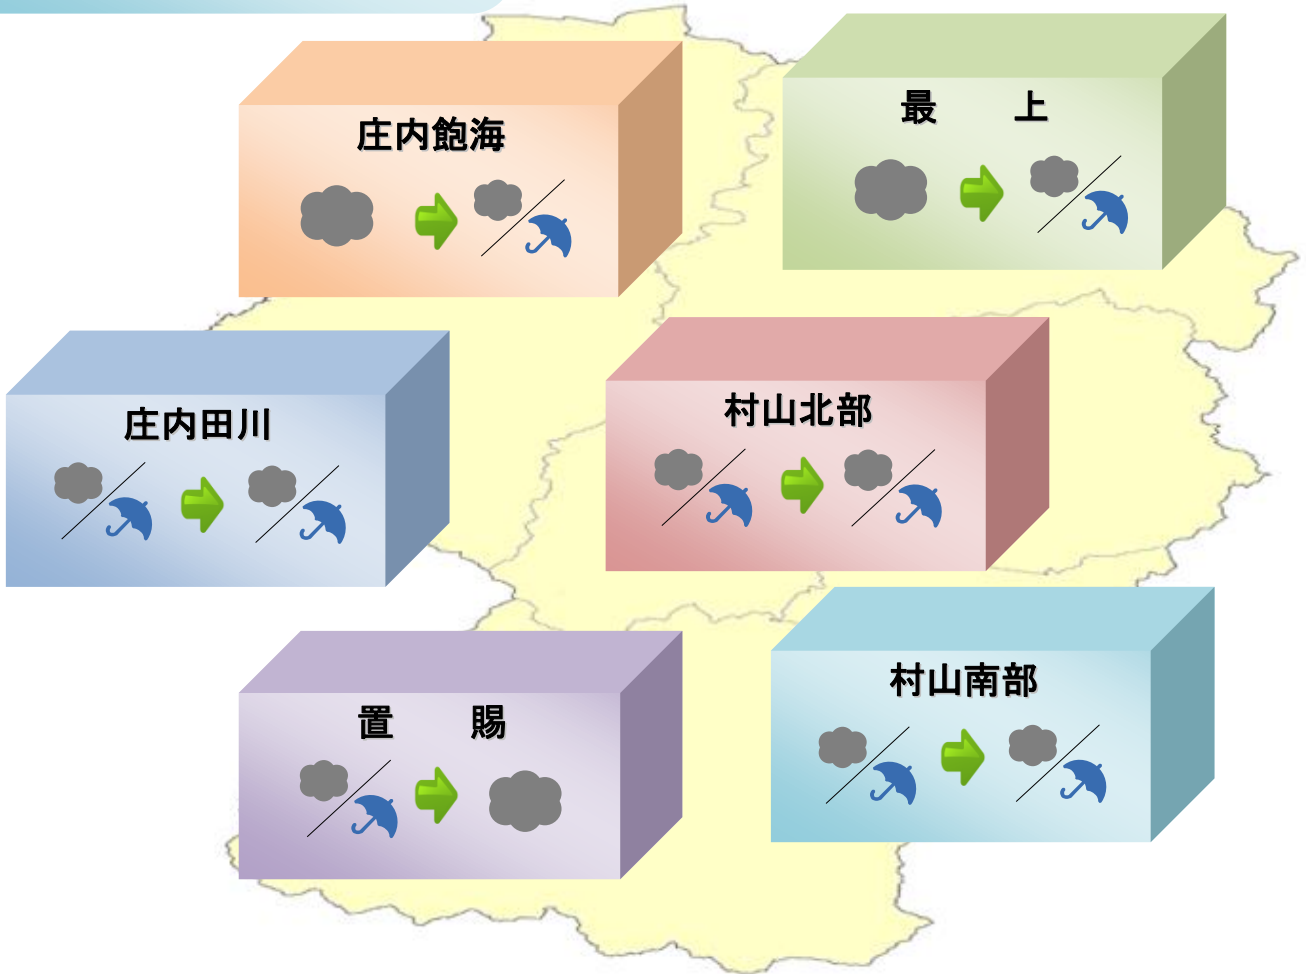 庄内飽海
最　上
庄内田川
村山北部
置　賜
村山南部